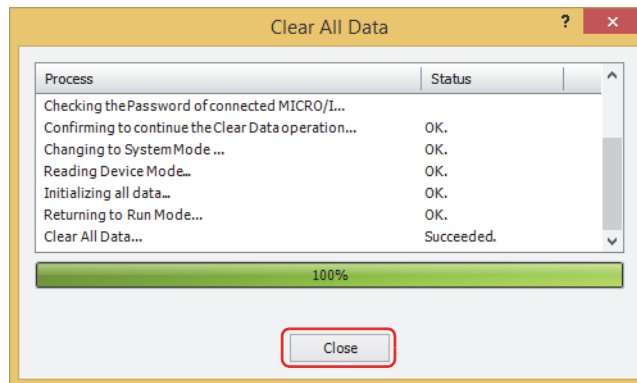 Clear All Data ?
Process Status
Checking the Password of connected MICRO/I...
Confirming to continue the Clear Data operation... OK.
Changing to System Mode ... OK.
Reading Device Mode... OK.
Initializing all data... OK.
Returning to Run Mode... OK.
Clear All Data... Succeeded.
100%
Close